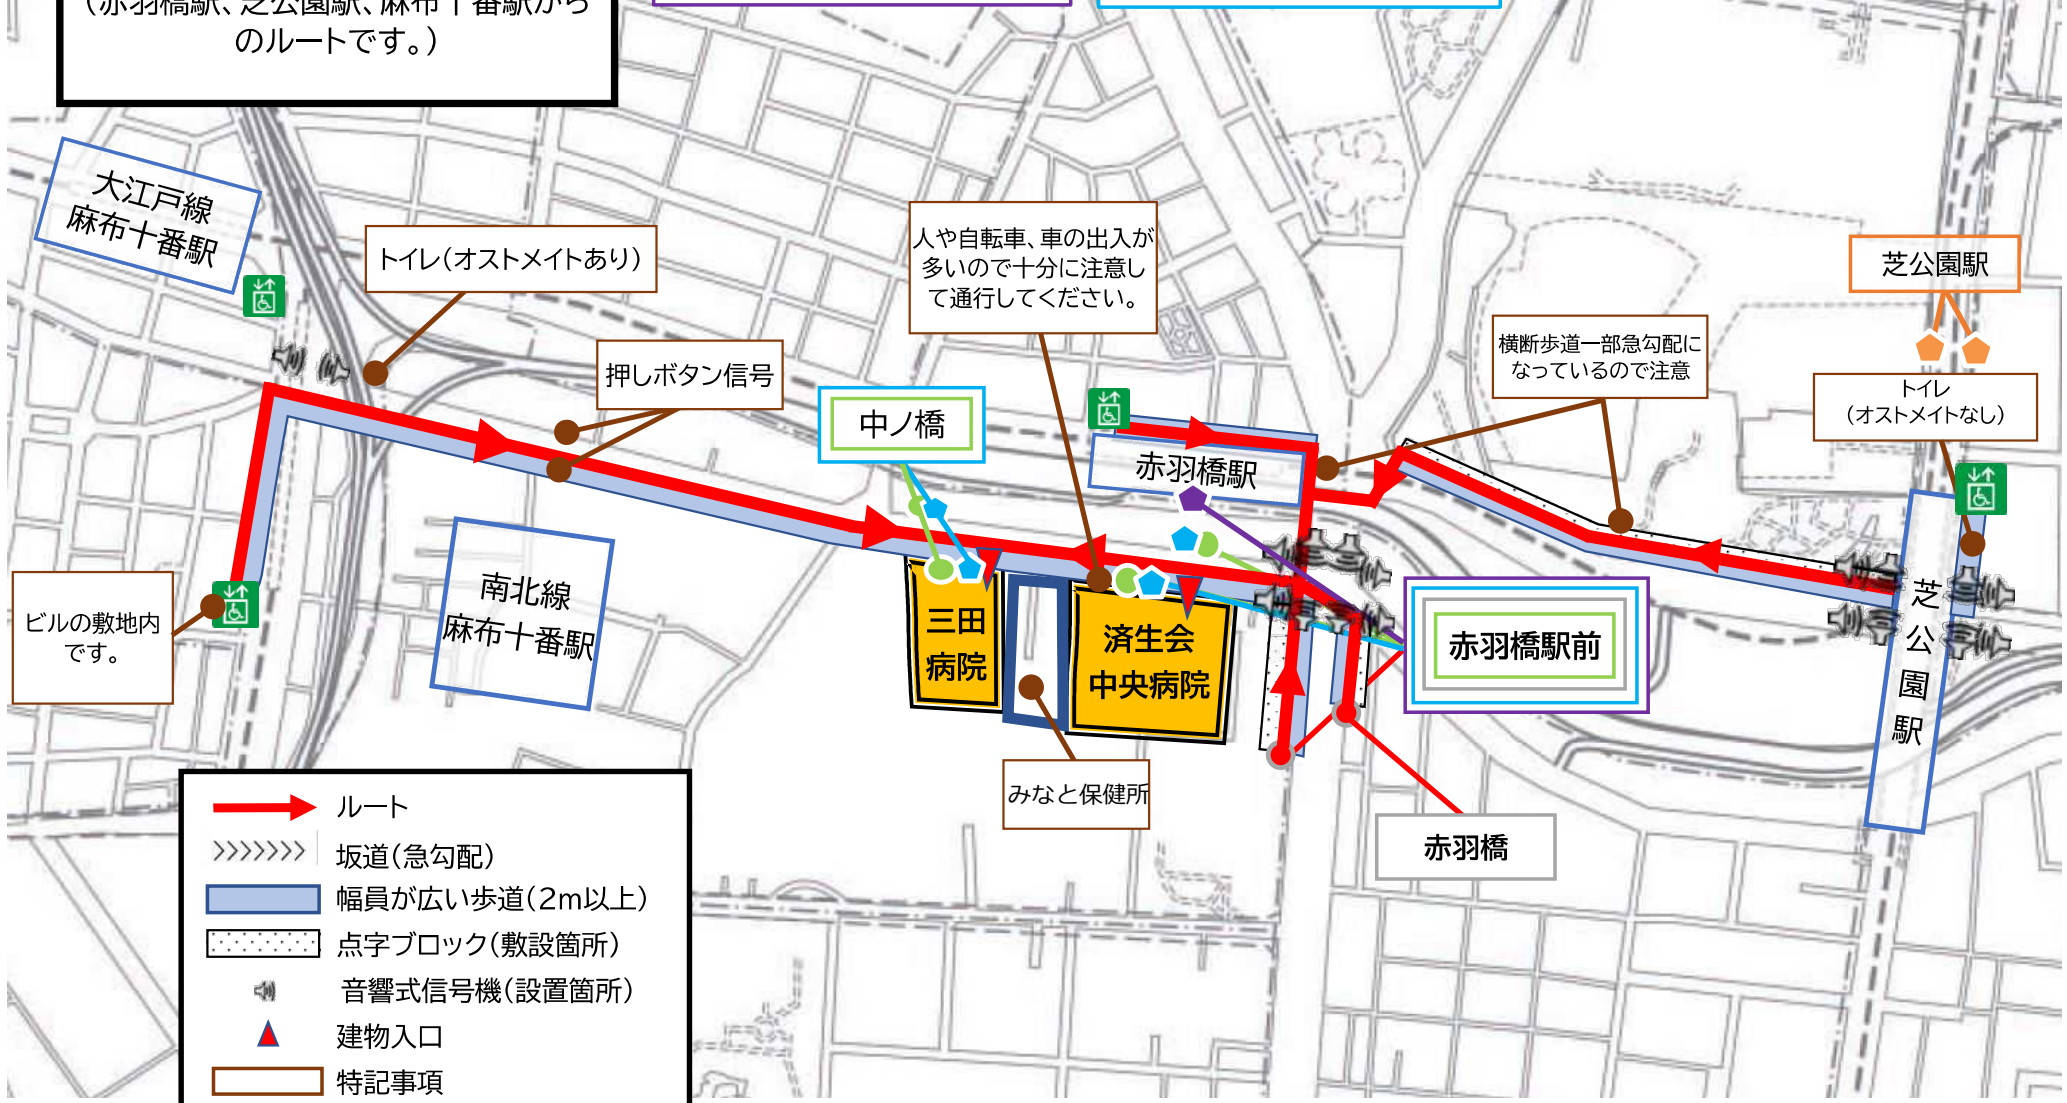 (赤羽橋駅、芝公園駅、麻布十番駅から
のルートです。)
大江戸線
麻布十番駅
トイレ(オストメイトあり)
人や自転車、車の出入が
多いので十分に注意し
て通行してください。
芝公園駅
押しボタン信号
横断歩道一部急勾配に
なっているので注意
トイレ
(オストメイトなし)
中ノ橋
赤羽橋駅
南北線
麻布十番駅
ビルの敷地内
です。
三田
病院
済生会
中央病院
赤羽橋駅前
芝公園駅
みなと保健所
赤羽橋
ルート
坂道(急勾配)
幅員が広い歩道(2m以上)
点字ブロック(敷設箇所)
音響式信号機(設置箇所)
建物入口
特記事項